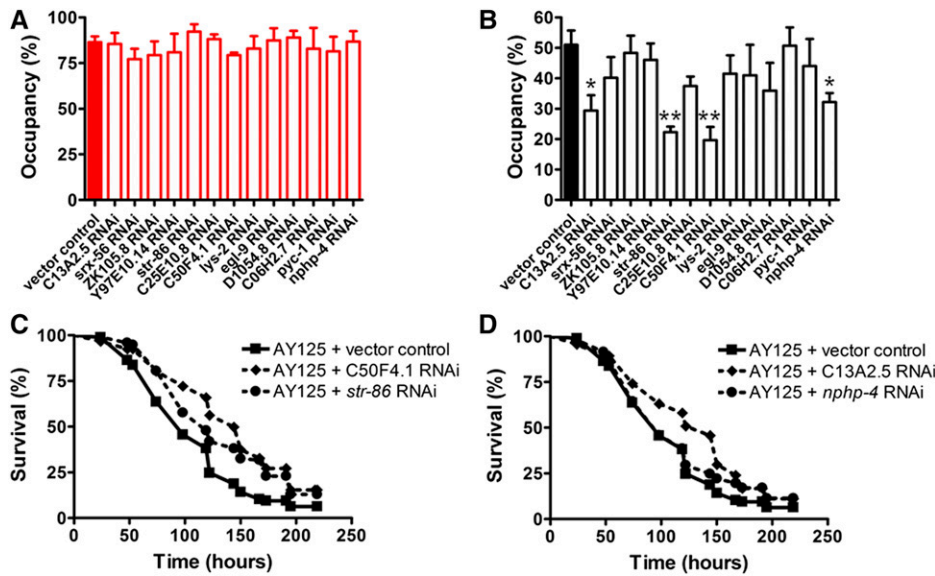 A
Occupancy (%)
100
75
50
25
0
vector control
C13A2.5 RNAi
srx-56 RNAi
ZK105.8 RNAi
Y97E10.14 RNAi
str-86 RNAi
C25E10.8 RNAi
C50F4.1 RNAi
lys-2 RNAi
egl-9 RNAi
D1054.8 RNAi
C06H2.7 RNAi
pyc-1 RNAi
nphp-4 RNAi
B
Occupancy (%)
60
50
40
30
20
10
0
*
**
**
*
vector control
C13A2.5 RNAi
srx-56 RNAi
ZK105.8 RNAi
Y97E10.14 RNAi
str-86 RNAi
C25E10.8 RNAi
C50F4.1 RNAi
lys-2 RNAi
egl-9 RNAi
D1054.8 RNAi
C06H2.7 RNAi
pyc-1 RNAi
nphp-4 RNAi
C
Survival (%)
100
75
50
25
0
AY125 + vector control
AY125 + C50F4.1 RNAi
AY125 + str-86 RNAi
0 50 100 150 200 250
Time (hours)
D
Survival (%)
100
75
50
25
0
AY125 + vector control
AY125 + C13A2.5 RNAi
AY125 + nphp-4 RNAi
0 50 100 150 200 250
Time (hours)